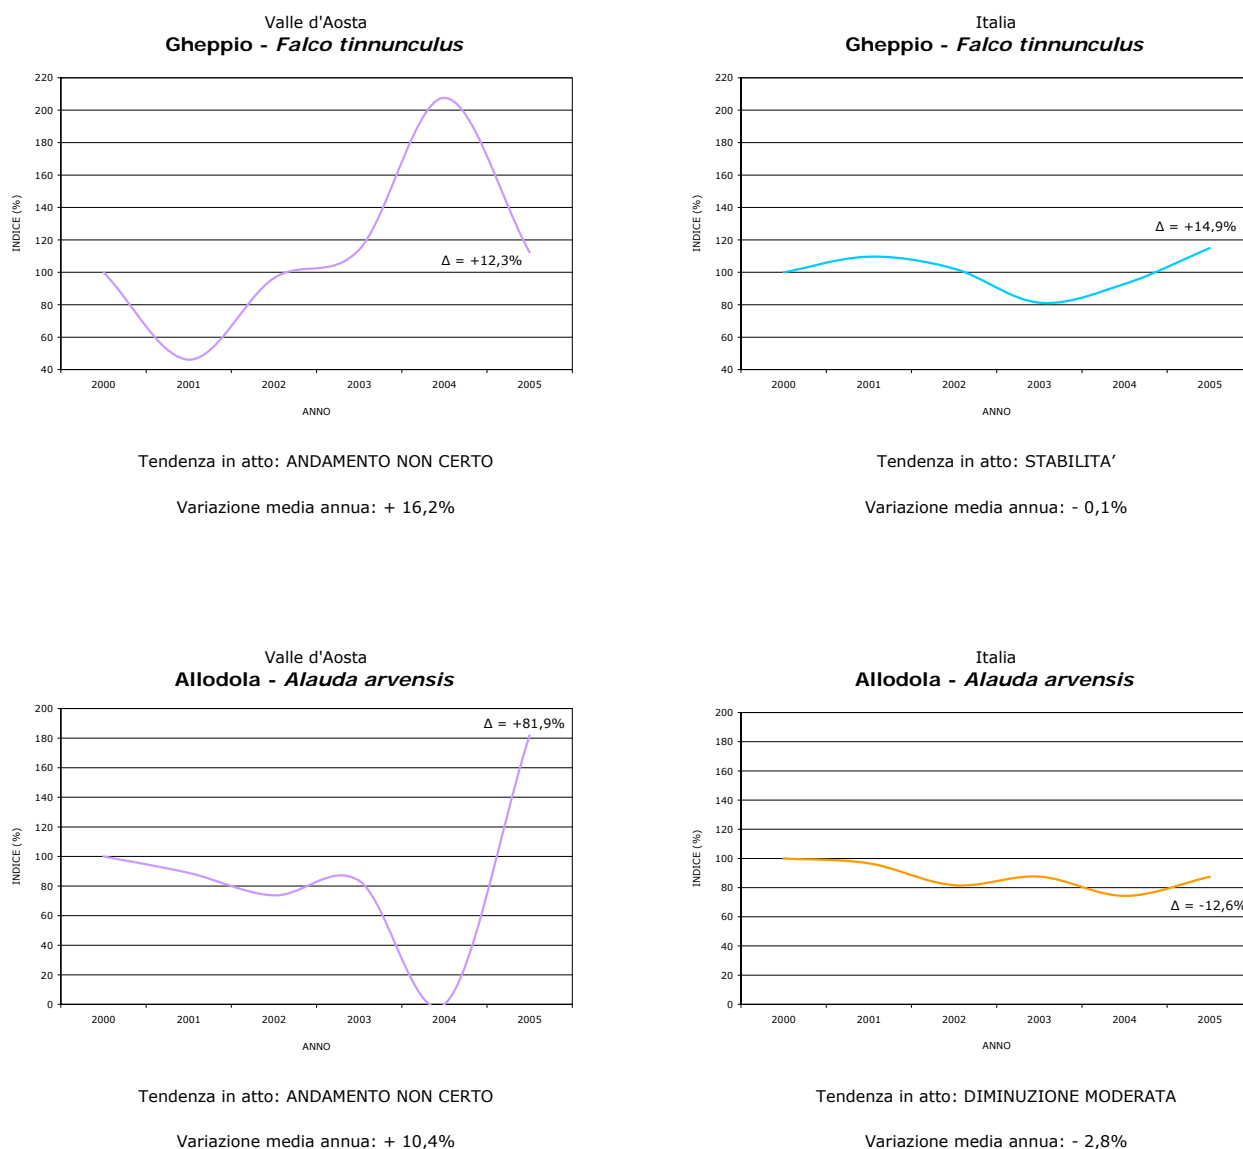 Valle d'Aosta
Gheppio - Falco tinnunculus
220
200
180
160
140
120
100
80
60
40
INDICE (%)
Δ = +12,3%
2000 2001 2002 2003 2004 2005
ANNO
Tendenza in atto: ANDAMENTO NON CERTO
Variazione media annua: + 16,2%
Italia
Gheppio - Falco tinnunculus
220
200
180
160
140
120
100
80
60
40
INDICE (%)
Δ = +14,9%
2000 2001 2002 2003 2004 2005
ANNO
Tendenza in atto: STABILITA’
Variazione media annua: - 0,1%
Valle d'Aosta
Allodola - Alauda arvensis
200
180
160
140
120
100
80
60
40
20
0
INDICE (%)
Δ = +81,9%
2000 2001 2002 2003 2004 2005
ANNO
Tendenza in atto: ANDAMENTO NON CERTO
Variazione media annua: + 10,4%
Italia
Allodola - Alauda arvensis
200
180
160
140
120
100
80
60
40
20
0
INDICE (%)
Δ = -12,6%
2000 2001 2002 2003 2004 2005
ANNO
Tendenza in atto: DIMINUZIONE MODERATA
Variazione media annua: - 2,8%